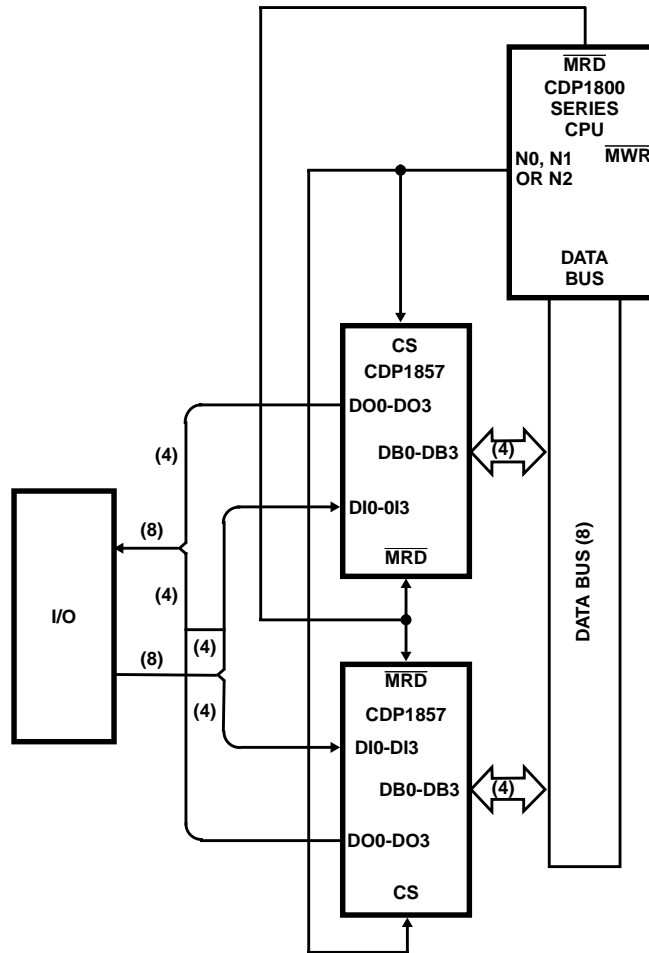 MRD
CDP1800
SERIES
CPU
N0, N1
OR N2
MWR
DATA
BUS
CS
CDP1857
DO0-DO3
(4)
DB0-DB3
(4)
DI0-0I3
(8)
MRD
I/O
(4)
DATA BUS (8)
(4)
(8)
MRD
(4)
CDP1857
DI0-DI3
DB0-DB3
(4)
DO0-DO3
CS